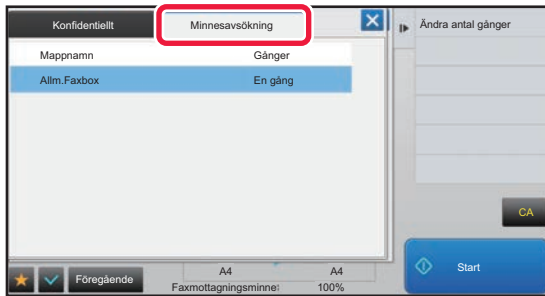 Konfidentiellt
Minnesavsökning
Ändra antal gånger
Mappnamn Gånger
Allm.Faxbox En gång
CA
Start
Föregående
A4 A4
Faxmottagningsminne: 100%